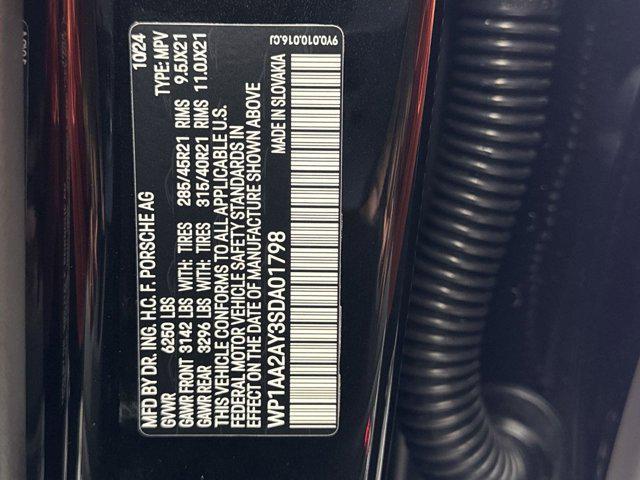 MFD BY DR. ING. H.C. F. PORSCHE AG 10/24
GVWR 6250 LBS TYPE: MPV
GAWR FRONT 3142 LBS WITH: TIRES 285/45R21 RIMS 9.5JX21
GAWR REAR 3296 LBS WITH: TIRES 315/40R21 RIMS 11.0JX21
THIS VEHICLE CONFORMS TO ALL APPLICABLE U.S.
FEDERAL MOTOR VEHICLE SAFETY STANDARDS IN
EFFECT ON THE DATE OF MANUFACTURE SHOWN ABOVE
WP1AA2AY3SDA01798 MADE IN SLOVAKIA
9Y0.010.016.CJ